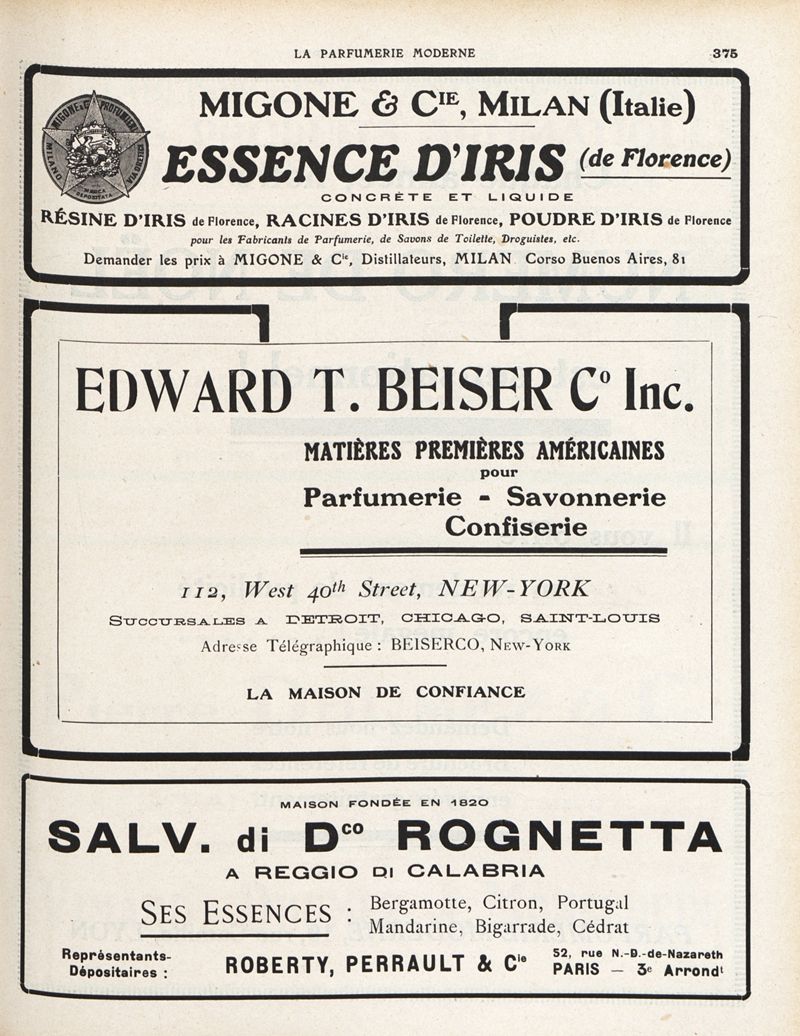 LA PARFUMERIE MODERNE 375
MIGONE & CIE, MILAN (Italie)
MIGONE & C. PROFUMIERI
MILANO
MARCA
DEPOSITATA
ESSENCE D'IRIS (de Florence)
CONCRÈTE ET LIQUIDE
RÉSINE D'IRIS de Florence, RACINES D'IRIS de Florence, POUDRE D'IRIS de Florence
pour les Fabricants de Parfumerie, de Savons de Toilette, Droguistes, etc.
Demander les prix à MIGONE & Cie, Distillateurs, MILAN Corso Buenos Aires, 81
EDWARD T. BEISER Co Inc.
MATIÈRES PREMIÈRES AMÉRICAINES
pour
Parfumerie - Savonnerie
Confiserie
112, West 40th Street, NEW-YORK
SUCCURSALES A DETROIT, CHICAGO, SAINT-LOUIS
Adresse Télégraphique : BEISERCO, NEW-YORK
LA MAISON DE CONFIANCE
MAISON FONDÉE EN 1820
SALV. di Dco ROGNETTA
A REGGIO DI CALABRIA
SES ESSENCES : Bergamotte, Citron, Portugal
Mandarine, Bigarrade, Cédrat
Représentants-
Dépositaires : ROBERTY, PERRAULT & Cie 52, rue N.-D.-de-Nazareth
PARIS — 3e Arrondt